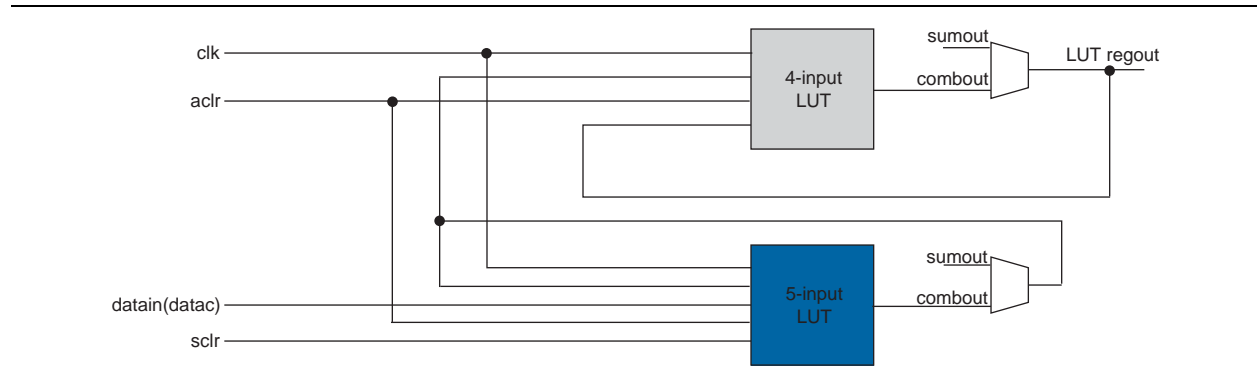 clk
aclr
4-input
LUT
sumout
combout
LUT regout
datain(datac)
sclr
5-input
LUT
sumout
combout